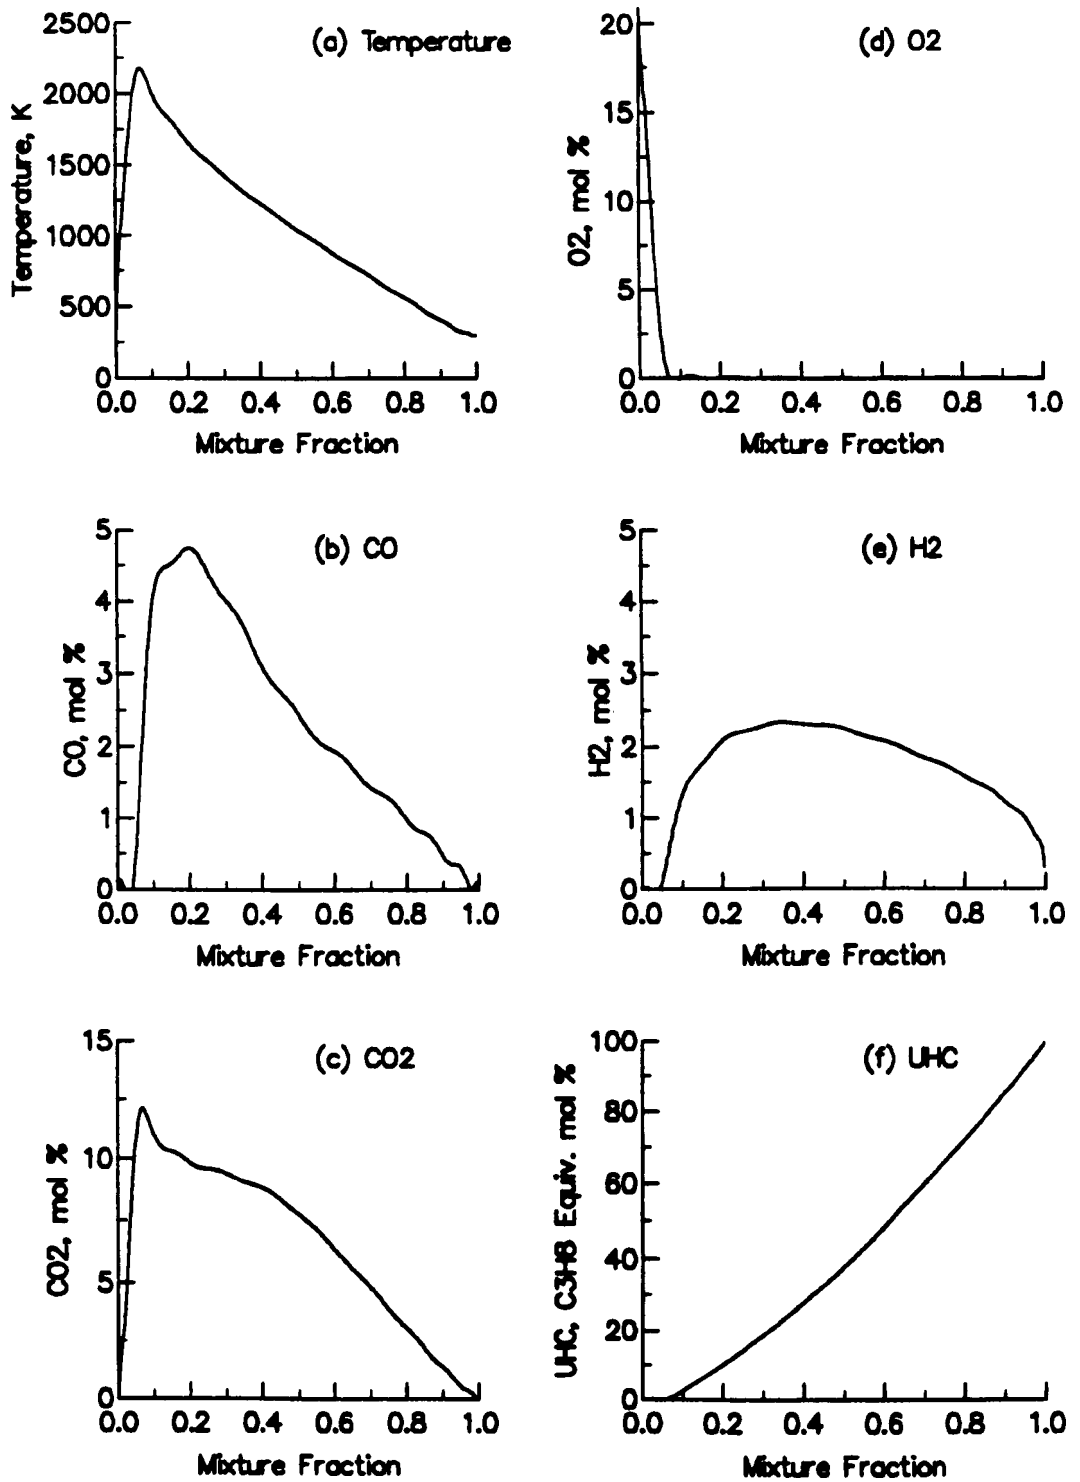 (a) Temperature
Temperature, K
2500
2000
1500
1000
500
0
0.0 0.2 0.4 0.6 0.8 1.0
Mixture Fraction
(d) O2
O2, mol %
20
15
10
5
0
0.0 0.2 0.4 0.6 0.8 1.0
Mixture Fraction
(b) CO
CO, mol %
5
4
3
2
1
0
0.0 0.2 0.4 0.6 0.8 1.0
Mixture Fraction
(e) H2
H2, mol %
5
4
3
2
1
0
0.0 0.2 0.4 0.6 0.8 1.0
Mixture Fraction
(c) CO2
CO2, mol %
15
10
5
0
0.0 0.2 0.4 0.6 0.8 1.0
Mixture Fraction
(f) UHC
UHC, C3H8 Equiv. mol %
100
80
60
40
20
0
0.0 0.2 0.4 0.6 0.8 1.0
Mixture Fraction